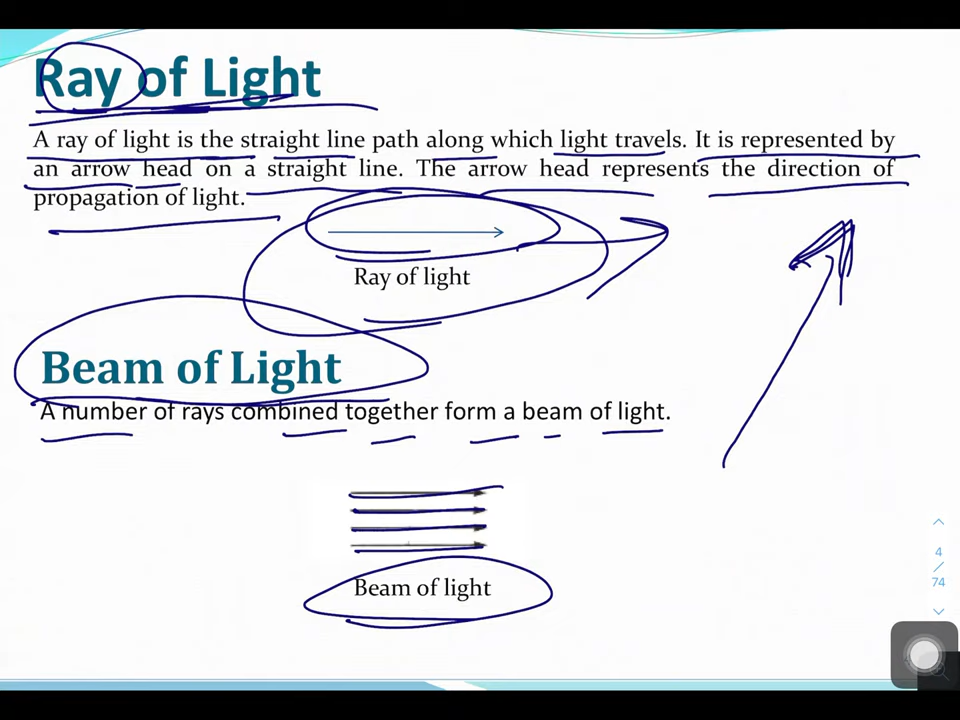 Ray of Light
A ray of light is the straight line path along which light travels. It is represented by
an arrow head on a straight line. The arrow head represents the direction of
propagation of light.
Ray of light
Beam of Light
A number of rays combined together form a beam of light.
Beam of light
4
/
74